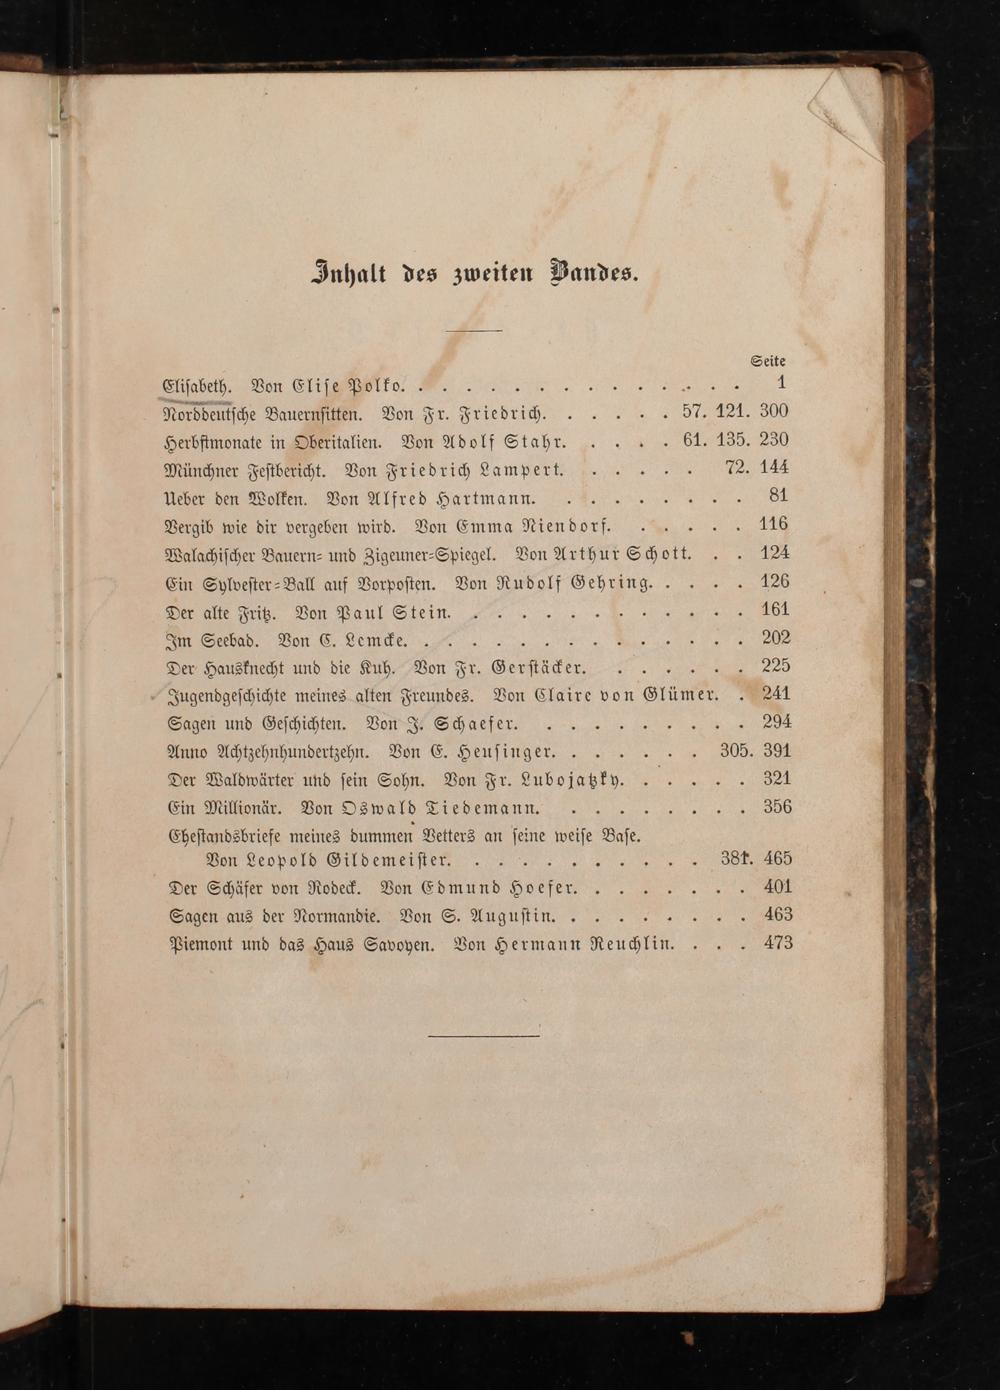 Inhalt des zweiten Bandes.
Seite
Elisabeth. Von Elise Polko. . . . . . . . . . . . . . . 1
Norddeutsche Bauernsitten. Von Fr. Friedrich. . . . . . 57. 121. 300
Herbstmonate in Oberitalien. Von Adolf Stahr. . . . . 61. 135. 230
Münchner Festbericht. Von Friedrich Lampert. . . . . . 72. 144
Ueber den Wolken. Von Alfred Hartmann. . . . . . . . . 81
Vergib wie dir vergeben wird. Von Emma Niendorf. . . . . . 116
Walachischer Bauern- und Zigeuner-Spiegel. Von Arthur Schott. . . 124
Ein Sylvester-Ball auf Vorposten. Von Rudolf Gehring. . . . . 126
Der alte Fritz. Von Paul Stein. . . . . . . . . . . . . 161
Im Seebad. Von C. Lemcke. . . . . . . . . . . . . . . 202
Der Hausknecht und die Kuh. Von Fr. Gerstäcker. . . . . . . 225
Jugendgeschichte meines alten Freundes. Von Claire von Glümer. . 241
Sagen und Geschichten. Von J. Schaefer. . . . . . . . . . 294
Anno Achtzehnhundertzehn. Von E. Heusinger. . . . . . . 305. 391
Der Waldwärter und sein Sohn. Von Fr. Lubojatzky. . . . . . 321
Ein Millionär. Von Oswald Tiedemann. . . . . . . . . 356
Ehestandsbriefe meines dummen Vetters an seine weise Base.
Von Leopold Gildemeister. . . . . . . . . . . 381. 465
Der Schäfer von Robeck. Von Edmund Hoefer. . . . . . . . 401
Sagen aus der Normandie. Von S. Augustin. . . . . . . . . 463
Piemont und das Haus Savoyen. Von Hermann Reuchlin. . . . 473